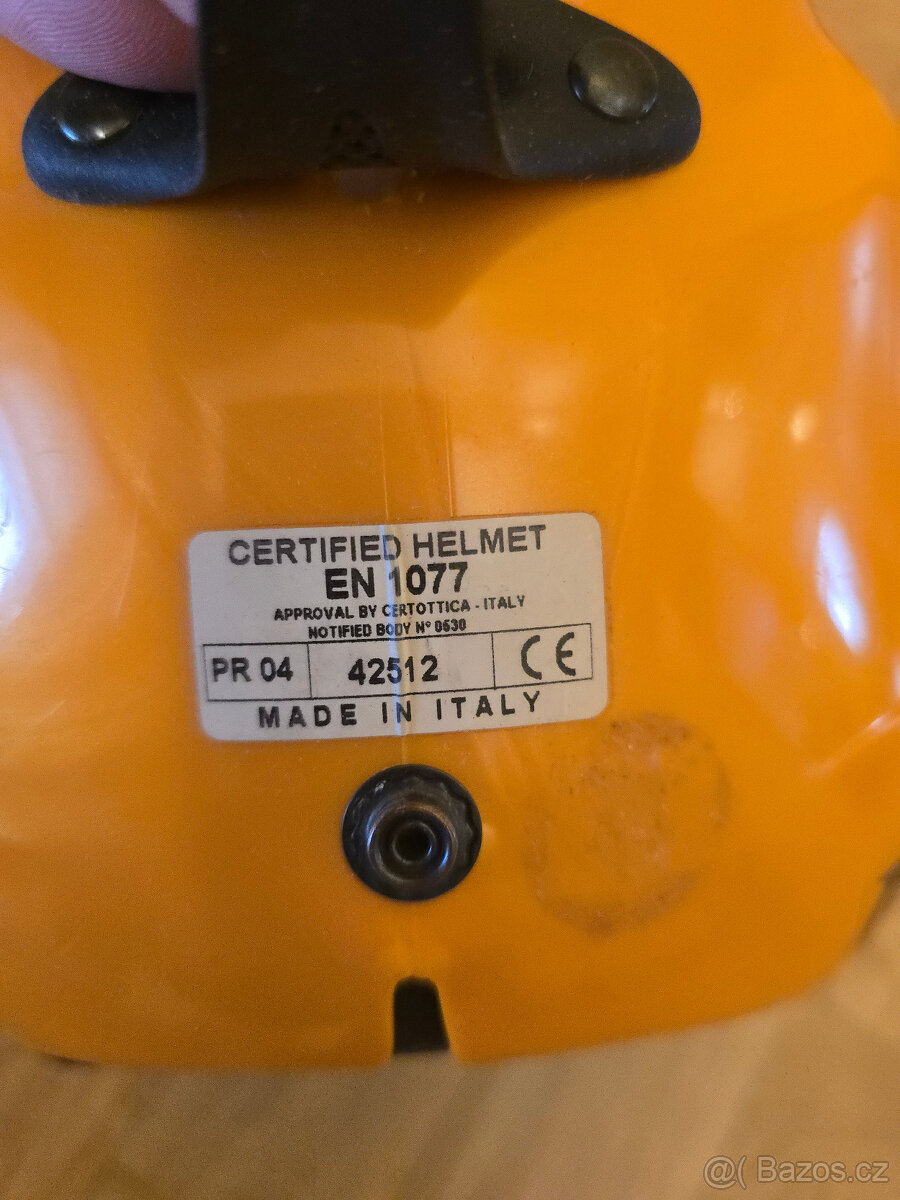 CERTIFIED HELMET
EN 1077
APPROVAL BY CERTOTTICA - ITALY
NOTIFIED BODY N° 0530
PR 04 42512 CE
MADE IN ITALY
@( Bazos.cz